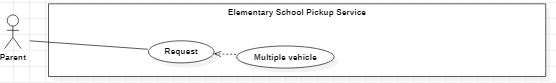 Elementary School Pickup Service
Request
Multiple vehicle
Parent